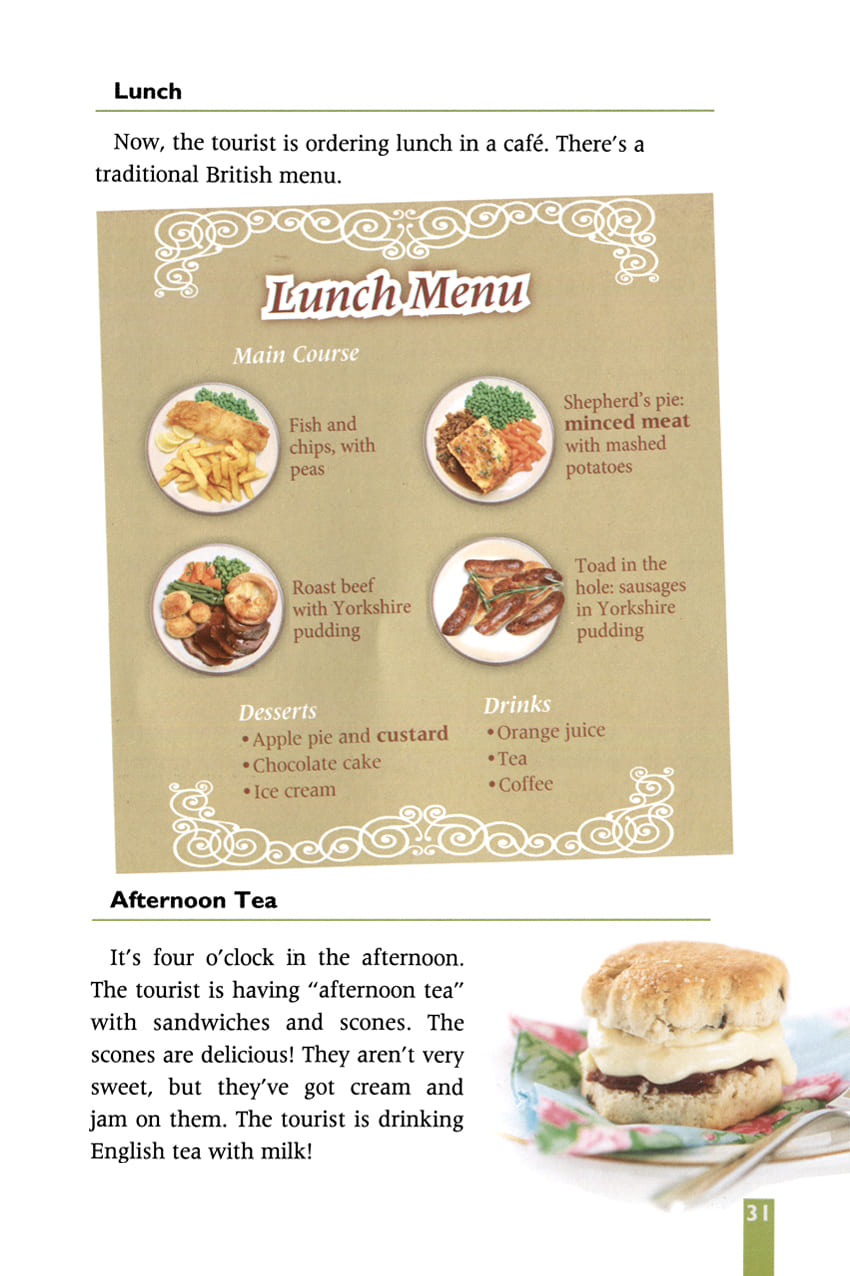 Lunch
Now, the tourist is ordering lunch in a café. There's a
traditional British menu.
Lunch Menu
Main Course
Fish and
chips, with
peas
Shepherd's pie:
minced meat
with mashed
potatoes
Roast beef
with Yorkshire
pudding
Toad in the
hole: sausages
in Yorkshire
pudding
Desserts
•Apple pie and custard
•Chocolate cake
•Ice cream
Drinks
•Orange juice
•Tea
•Coffee
Afternoon Tea
It's four o'clock in the afternoon.
The tourist is having “afternoon tea”
with sandwiches and scones. The
scones are delicious! They aren't very
sweet, but they've got cream and
jam on them. The tourist is drinking
English tea with milk!
31